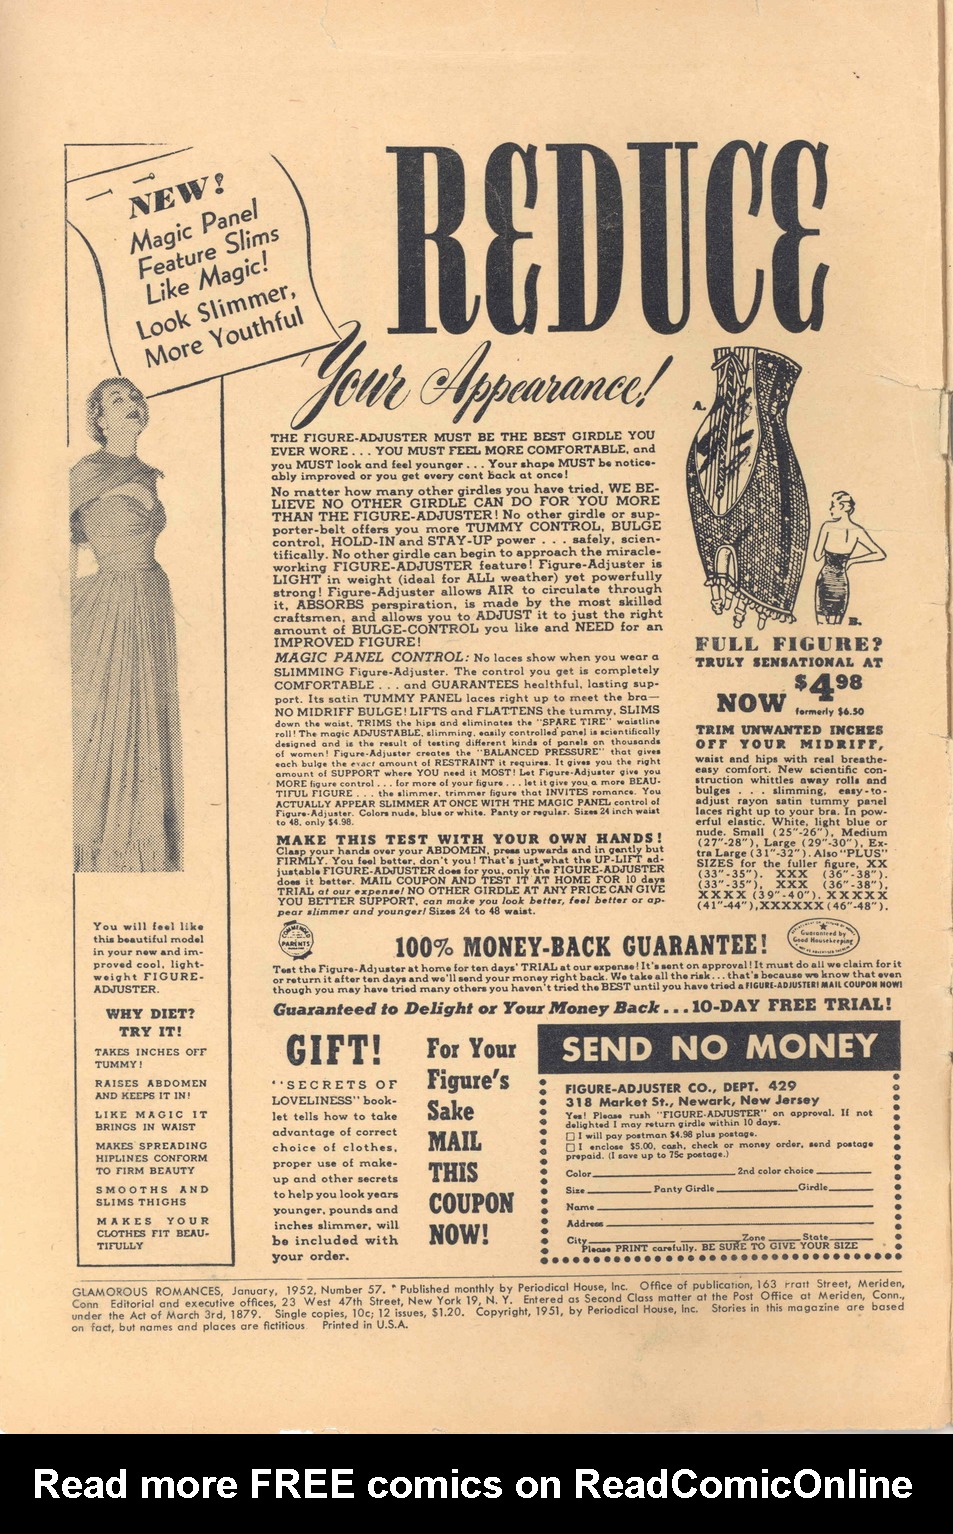 NEW!
Magic Panel
Feature Slims
Like Magic!
Look Slimmer,
More Youthful
REDUCE
Your Appearance!
THE FIGURE-ADJUSTER MUST BE THE BEST GIRDLE YOU
EVER WORE . . . YOU MUST FEEL MORE COMFORTABLE, and
you MUST look and feel younger . . . Your shape MUST be notice-
ably improved or you get every cent back at once!
No matter how many other girdles you have tried, WE BE-
LIEVE NO OTHER GIRDLE CAN DO FOR YOU MORE
THAN THE FIGURE-ADJUSTER! No other girdle or sup-
porter-belt offers you more TUMMY CONTROL, BULGE
control, HOLD-IN and STAY-UP power . . . safely, scien-
tifically. No other girdle can begin to approach the miracle-
working FIGURE-ADJUSTER feature! Figure-Adjuster is
LIGHT in weight (ideal for ALL weather) yet powerfully
strong! Figure-Adjuster allows AIR to circulate through
it, ABSORBS perspiration, is made by the most skilled
craftsmen, and allows you to ADJUST it to just the right
amount of BULGE-CONTROL you like and NEED for an
IMPROVED FIGURE!
MAGIC PANEL CONTROL: No laces show when you wear a
SLIMMING Figure-Adjuster. The control you get is completely
COMFORTABLE . . . and GUARANTEES healthful, lasting sup-
port. Its satin TUMMY PANEL laces right up to meet the bra—
NO MIDRIFF BULGE! LIFTS and FLATTENS the tummy, SLIMS
down the waist, TRIMS the hips and eliminates the "SPARE TIRE" waistline
roll! The magic ADJUSTABLE, slimming, easily controlled panel is scientifically
designed and is the result of testing different kinds of panels on thousands
of women! Figure-Adjuster creates the "BALANCED PRESSURE" that gives
each bulge the exact amount of RESTRAINT it requires. It gives you the right
amount of SUPPORT where YOU need it MOST! Let Figure-Adjuster give you
MORE figure control . . . for more of your figure . . . let it give you a more BEAU-
TIFUL FIGURE . . . the slimmer, trimmer figure that INVITES romance. You
ACTUALLY APPEAR SLIMMER AT ONCE WITH THE MAGIC PANEL control of
Figure-Adjuster. Colors nude, blue or white. Panty or regular. Sizes 24 inch waist
to 48, only $4.98.
MAKE THIS TEST WITH YOUR OWN HANDS!
Clasp your hands over your ABDOMEN, press upwards and in gently but
FIRMLY. You feel better, don't you! That's just what the UP-LIFT ad-
justable FIGURE-ADJUSTER does for you, only the FIGURE-ADJUSTER
does it better. MAIL COUPON AND TEST IT AT HOME FOR 10 days
TRIAL at our expense! NO OTHER GIRDLE AT ANY PRICE CAN GIVE
YOU BETTER SUPPORT, can make you look better, feel better or ap-
pear slimmer and younger! Sizes 24 to 48 waist.
A.
B.
FULL FIGURE?
TRULY SENSATIONAL AT
NOW $4.98
formerly $6.50
TRIM UNWANTED INCHES
OFF YOUR MIDRIFF,
waist and hips with real breathe-
easy comfort. New scientific con-
struction whittles away rolls and
bulges . . . slimming, easy-to-
adjust rayon satin tummy panel
laces right up to your bra. In pow-
erful elastic. White, light blue or
nude. Small (25"-26"), Medium
(27"-28"), Large (29"-30"), Ex-
tra Large (31"-32"). Also "PLUS"
SIZES for the fuller figure, XX
(33"-35"). XXX (36"-38").
(33"-35"), XXX (36"-38"),
XXXX (39"-40"). XXXXX
(41"-44"), XXXXXX (46"-48").
PARENTS
100% MONEY-BACK GUARANTEE!
Guaranteed by
Good Housekeeping
Test the Figure-Adjuster at home for ten days' TRIAL at our expense! It's sent on approval! It must do all we claim for it
or return it after ten days and we'll send your money right back. We take all the risk . . . that's because we know that even
though you may have tried many others you haven't tried the BEST until you have tried a FIGURE-ADJUSTER! MAIL COUPON NOW!
Guaranteed to Delight or Your Money Back . . . 10-DAY FREE TRIAL!
You will feel like
this beautiful model
in your new and im-
proved cool, light-
weight FIGURE-
ADJUSTER.
WHY DIET?
TRY IT!
TAKES INCHES OFF
TUMMY!
RAISES ABDOMEN
AND KEEPS IT IN!
LIKE MAGIC IT
BRINGS IN WAIST
MAKES SPREADING
HIPLINES CONFORM
TO FIRM BEAUTY
SMOOTHS AND
SLIMS THIGHS
MAKES YOUR
CLOTHES FIT BEAU-
TIFULLY
GIFT!
''SECRETS OF
LOVELINESS'' book-
let tells how to take
advantage of correct
choice of clothes,
proper use of make-
up and other secrets
to help you look years
younger, pounds and
inches slimmer, will
be included with
your order.
For Your
Figure's
Sake
MAIL
THIS
COUPON
NOW!
SEND NO MONEY
FIGURE-ADJUSTER CO., DEPT. 429
318 Market St., Newark, New Jersey
Yes! Please rush "FIGURE-ADJUSTER" on approval. If not
delighted I may return girdle within 10 days.
I will pay postman $4.98 plus postage.
I enclose $5.00, cash, check or money order, send postage
prepaid. (I save up to 75c postage.)
Color 2nd color choice
Size Panty Girdle Girdle
Name
Address
City Zone State
Please PRINT carefully. BE SURE TO GIVE YOUR SIZE
GLAMOROUS ROMANCES, January, 1952, Number 57. * Published monthly by Periodical House, Inc. Office of publication, 163 Pratt Street, Meriden,
Conn Editorial and executive offices, 23 West 47th Street, New York 19, N. Y. Entered as Second Class matter at the Post Office at Meriden, Conn.,
under the Act of March 3rd, 1879. Single copies, 10c; 12 issues, $1.20. Copyright, 1951, by Periodical House, Inc. Stories in this magazine are based
on fact, but names and places are fictitious Printed in U.S.A.
Read more FREE comics on ReadComicOnline